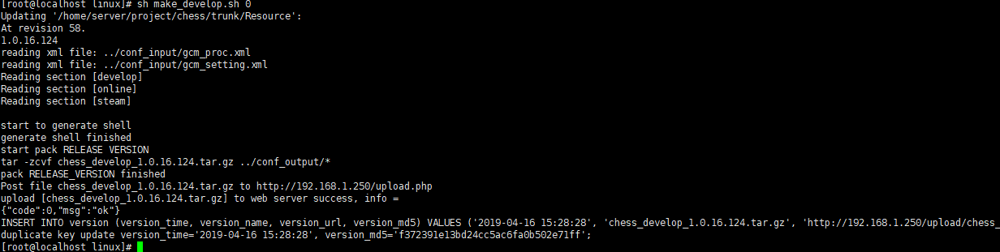 [root@localhost linux]# sh make_develop.sh 0
Updating '/home/server/project/chess/trunk/Resource':
At revision 58.
1.0.16.124
reading xml file: ../conf_input/gcm_proc.xml
reading xml file: ../conf_input/gcm_setting.xml
Reading section [develop]
Reading section [online]
Reading section [steam]
start to generate shell
generate shell finished
start pack RELEASE VERSION
tar -zcvf chess_develop_1.0.16.124.tar.gz ../conf_output/*
pack RELEASE_VERSION finished
Post file chess_develop_1.0.16.124.tar.gz to http://192.168.1.250/upload.php
upload [chess_develop_1.0.16.124.tar.gz] to web server success, info =
{"code":0,"msg":"ok"}
INSERT INTO version (version_time, version_name, version_url, version_md5) VALUES ('2019-04-16 15:28:28', 'chess_develop_1.0.16.124.tar.gz', 'http://192.168.1.250/upload/chess_
duplicate key update version_time='2019-04-16 15:28:28', version_md5='f372391e13bd24cc5ac6fa0b502e71ff';
[root@localhost linux]#